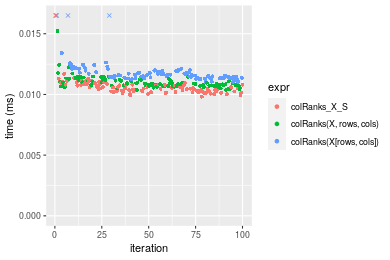 0.015
0.010
0.005
0.000
time (ms)
0
25
50
75
100
iteration
expr
colRanks_X_S
colRanks(X, rows, cols)
colRanks(X[rows, cols])